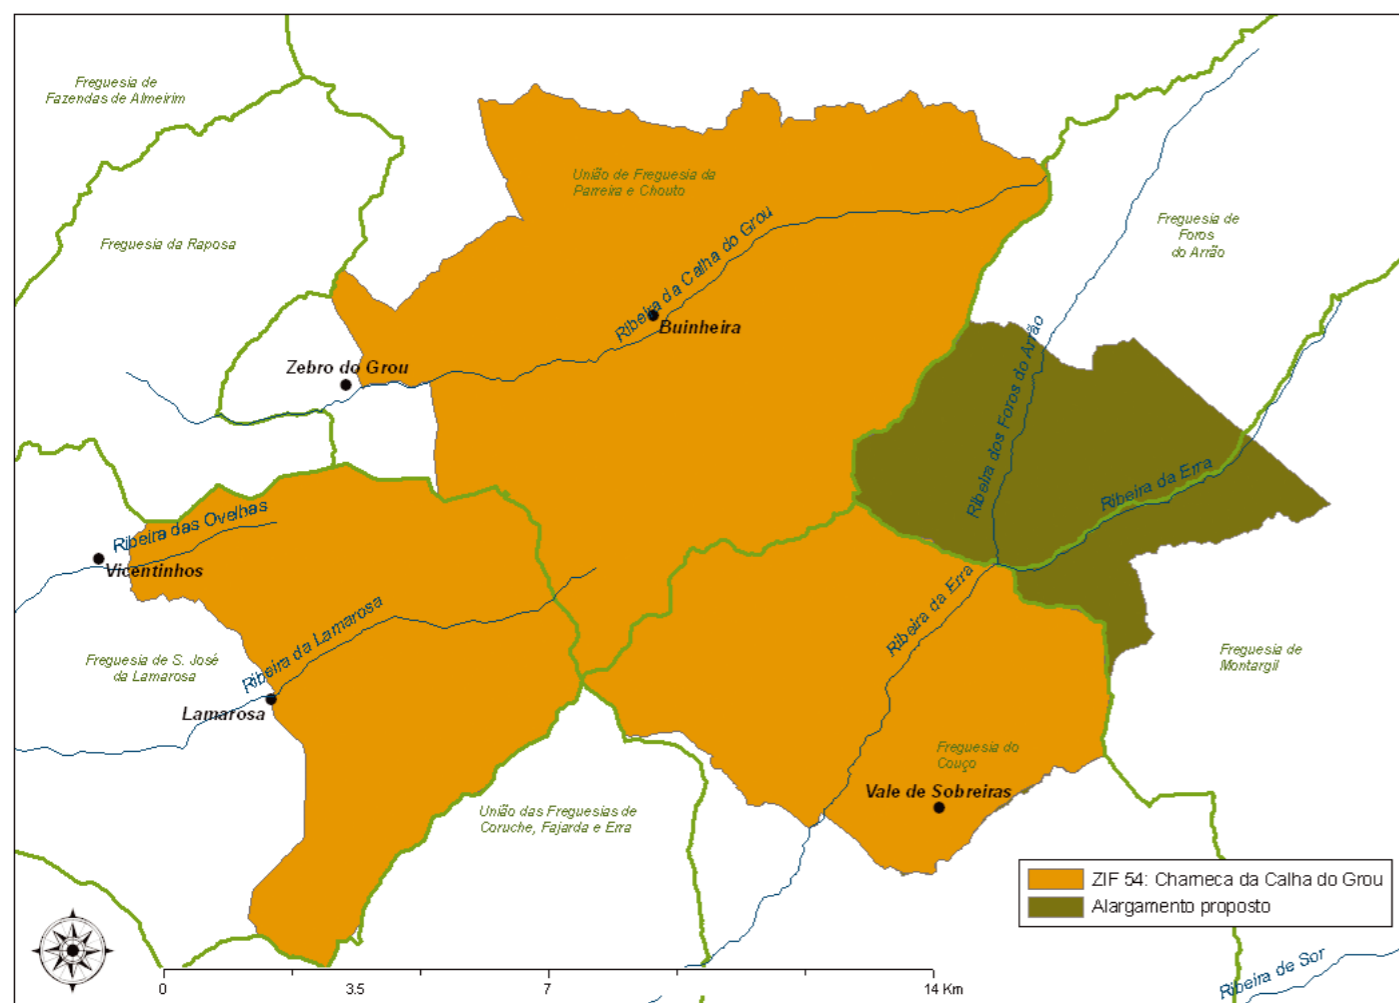 Freguesia de
Fazendas de Almeirim
União de Freguesia da
Parreira e Chouto
Freguesia da Raposa
Freguesia de
Foros
do Arrão
Ribeira da Calha do Grou
Buinheira
Zebro do Grou
Ribeira dos Foros do Arrão
Ribeira da Erra
Ribeira das Ovelhas
Vicentinhos
Ribeira da Erra
Ribeira da Lamarosa
Freguesia de S. José
da Lamarosa
Freguesia de
Montargil
Lamarosa
Freguesia do
Couço
Vale de Sobreiras
União das Freguesias de
Coruche, Fajarda e Erra
ZIF 54: Charneca da Calha do Grou
Alargamento proposto
Ribeira de Sor
0
3.5
7
14 Km